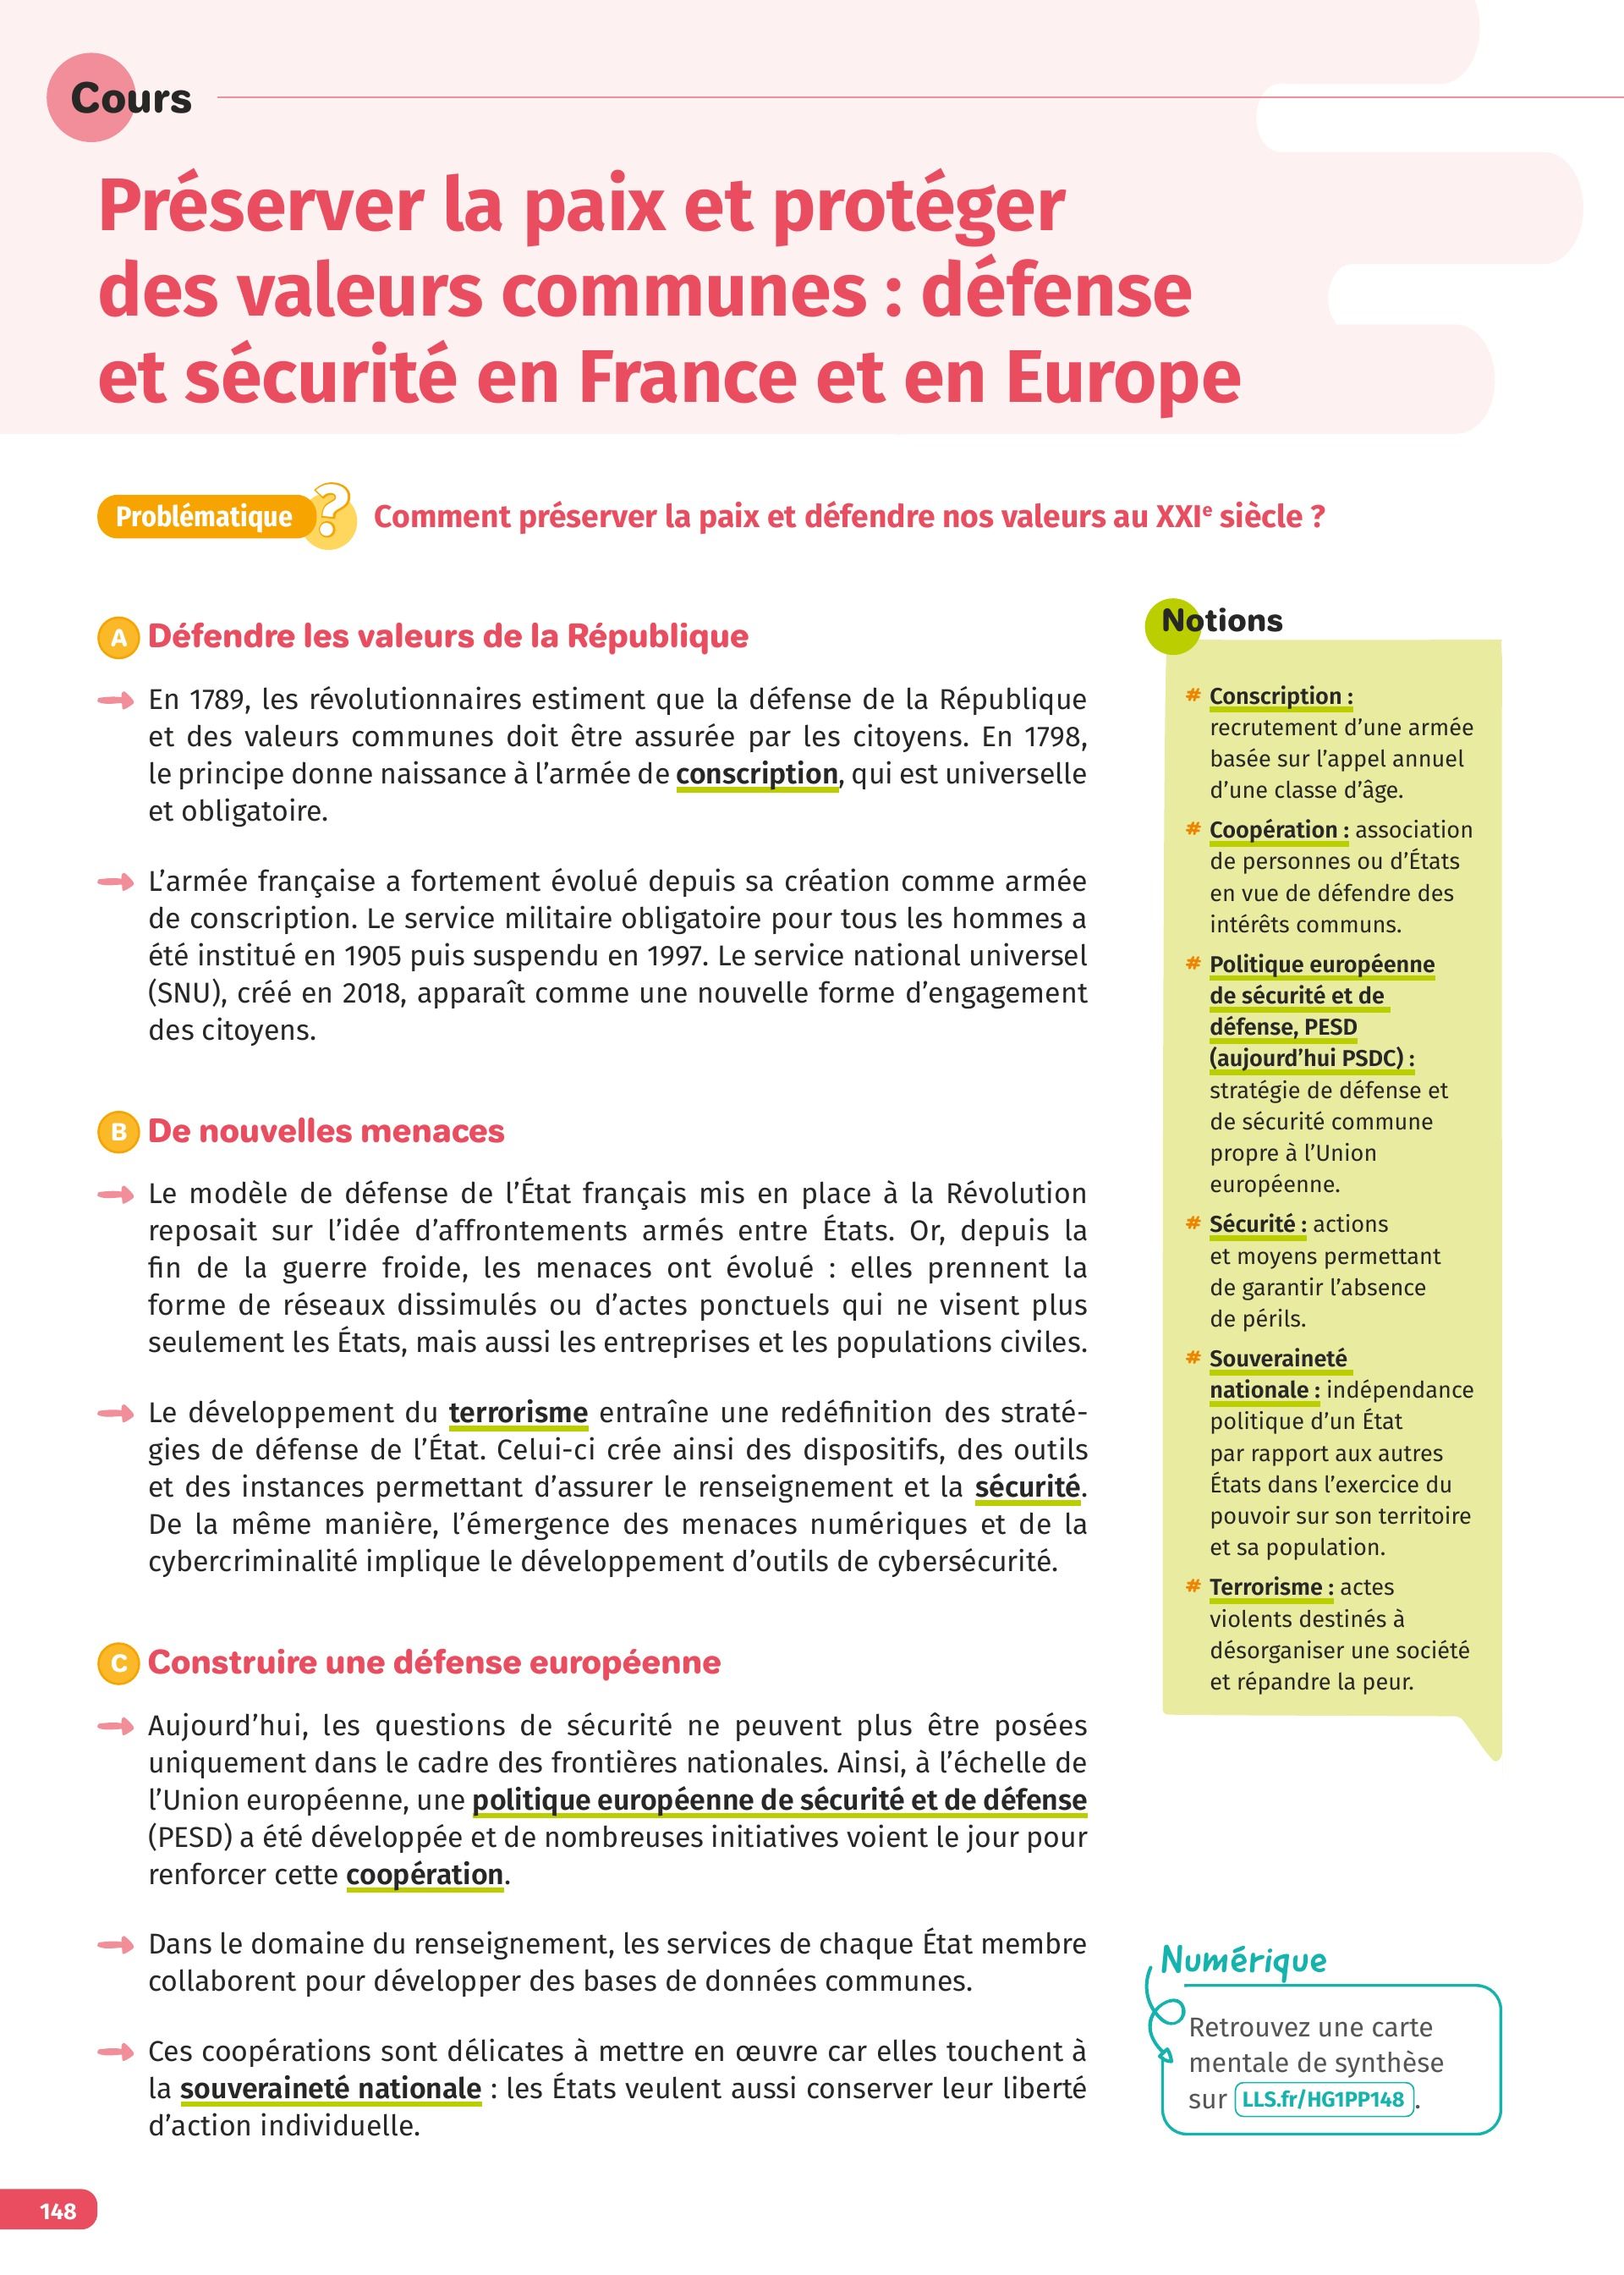 Cours
Préserver la paix et protéger
des valeurs communes : défense
et sécurité en France et en Europe
Problématique ?
Comment préserver la paix et défendre nos valeurs au XXIe siècle ?
A Défendre les valeurs de la République
En 1789, les révolutionnaires estiment que la défense de la République
et des valeurs communes doit être assurée par les citoyens. En 1798,
le principe donne naissance à l’armée de conscription, qui est universelle
et obligatoire.
L’armée française a fortement évolué depuis sa création comme armée
de conscription. Le service militaire obligatoire pour tous les hommes a
été institué en 1905 puis suspendu en 1997. Le service national universel
(SNU), créé en 2018, apparaît comme une nouvelle forme d’engagement
des citoyens.
B De nouvelles menaces
Le modèle de défense de l’État français mis en place à la Révolution
reposait sur l’idée d’affrontements armés entre États. Or, depuis la
fin de la guerre froide, les menaces ont évolué : elles prennent la
forme de réseaux dissimulés ou d’actes ponctuels qui ne visent plus
seulement les États, mais aussi les entreprises et les populations civiles.
Le développement du terrorisme entraîne une redéfinition des straté-
gies de défense de l’État. Celui-ci crée ainsi des dispositifs, des outils
et des instances permettant d’assurer le renseignement et la sécurité.
De la même manière, l’émergence des menaces numériques et de la
cybercriminalité implique le développement d’outils de cybersécurité.
C Construire une défense européenne
Aujourd’hui, les questions de sécurité ne peuvent plus être posées
uniquement dans le cadre des frontières nationales. Ainsi, à l’échelle de
l’Union européenne, une politique européenne de sécurité et de défense
(PESD) a été développée et de nombreuses initiatives voient le jour pour
renforcer cette coopération.
Dans le domaine du renseignement, les services de chaque État membre
collaborent pour développer des bases de données communes.
Ces coopérations sont délicates à mettre en œuvre car elles touchent à
la souveraineté nationale : les États veulent aussi conserver leur liberté
d’action individuelle.
Notions
# Conscription :
recrutement d’une armée
basée sur l’appel annuel
d’une classe d’âge.
# Coopération : association
de personnes ou d’États
en vue de défendre des
intérêts communs.
# Politique européenne
de sécurité et de
défense, PESD
(aujourd’hui PSDC) :
stratégie de défense et
de sécurité commune
propre à l’Union
européenne.
# Sécurité : actions
et moyens permettant
de garantir l’absence
de périls.
# Souveraineté
nationale : indépendance
politique d’un État
par rapport aux autres
États dans l’exercice du
pouvoir sur son territoire
et sa population.
# Terrorisme : actes
violents destinés à
désorganiser une société
et répandre la peur.
Numérique
Retrouvez une carte
mentale de synthèse
sur LLS.fr/HG1PP148.
148